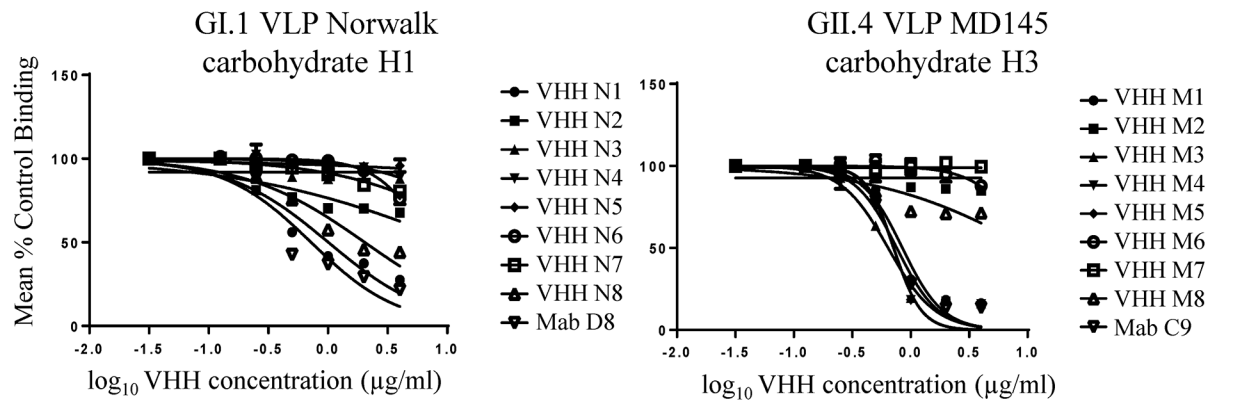 GI.1 VLP Norwalk
carbohydrate H1
Mean % Control Binding
150
100
50
0
-2.0 -1.5 -1.0 -0.5 0.0 0.5 1.0
log10 VHH concentration (µg/ml)
VHH N1
VHH N2
VHH N3
VHH N4
VHH N5
VHH N6
VHH N7
VHH N8
Mab D8
GII.4 VLP MD145
carbohydrate H3
150
100
50
0
-2.0 -1.5 -1.0 -0.5 0.0 0.5 1.0
log10 VHH concentration (µg/ml)
VHH M1
VHH M2
VHH M3
VHH M4
VHH M5
VHH M6
VHH M7
VHH M8
Mab C9